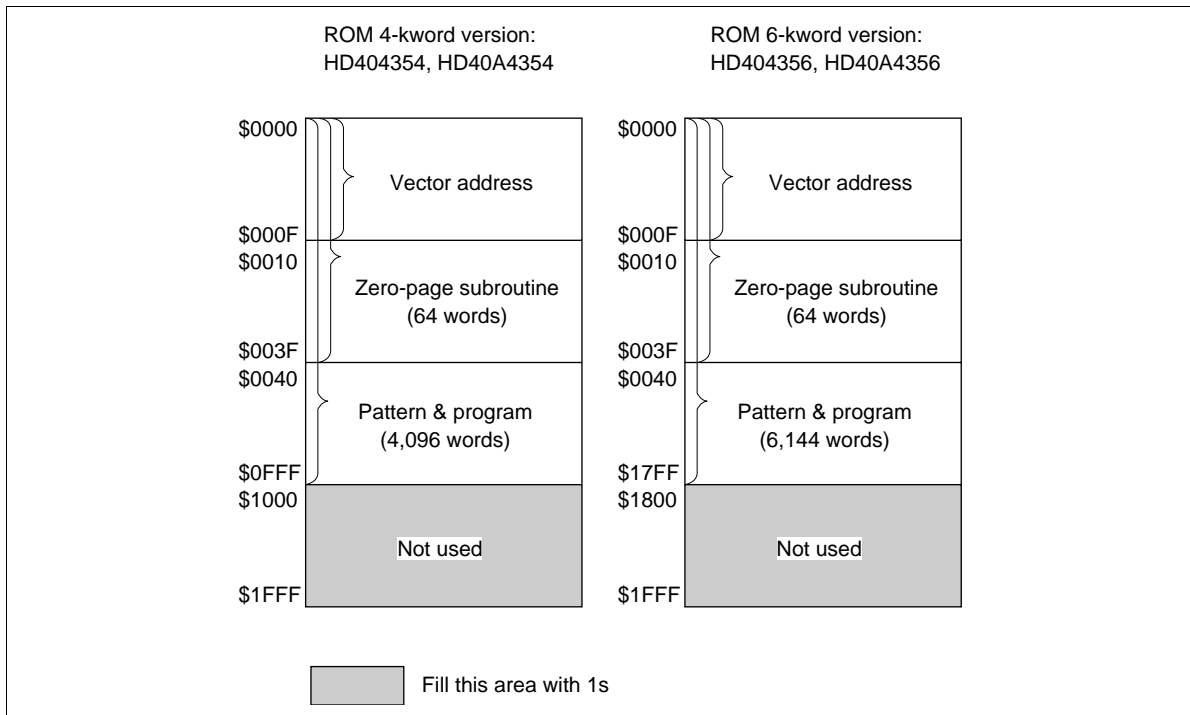 ROM 4-kword version:
HD404354, HD40A4354
$0000
Vector address
$000F
$0010
Zero-page subroutine
(64 words)
$003F
$0040
Pattern & program
(4,096 words)
$0FFF
$1000
Not used
$1FFF
ROM 6-kword version:
HD404356, HD40A4356
$0000
Vector address
$000F
$0010
Zero-page subroutine
(64 words)
$003F
$0040
Pattern & program
(6,144 words)
$17FF
$1800
Not used
$1FFF
Fill this area with 1s